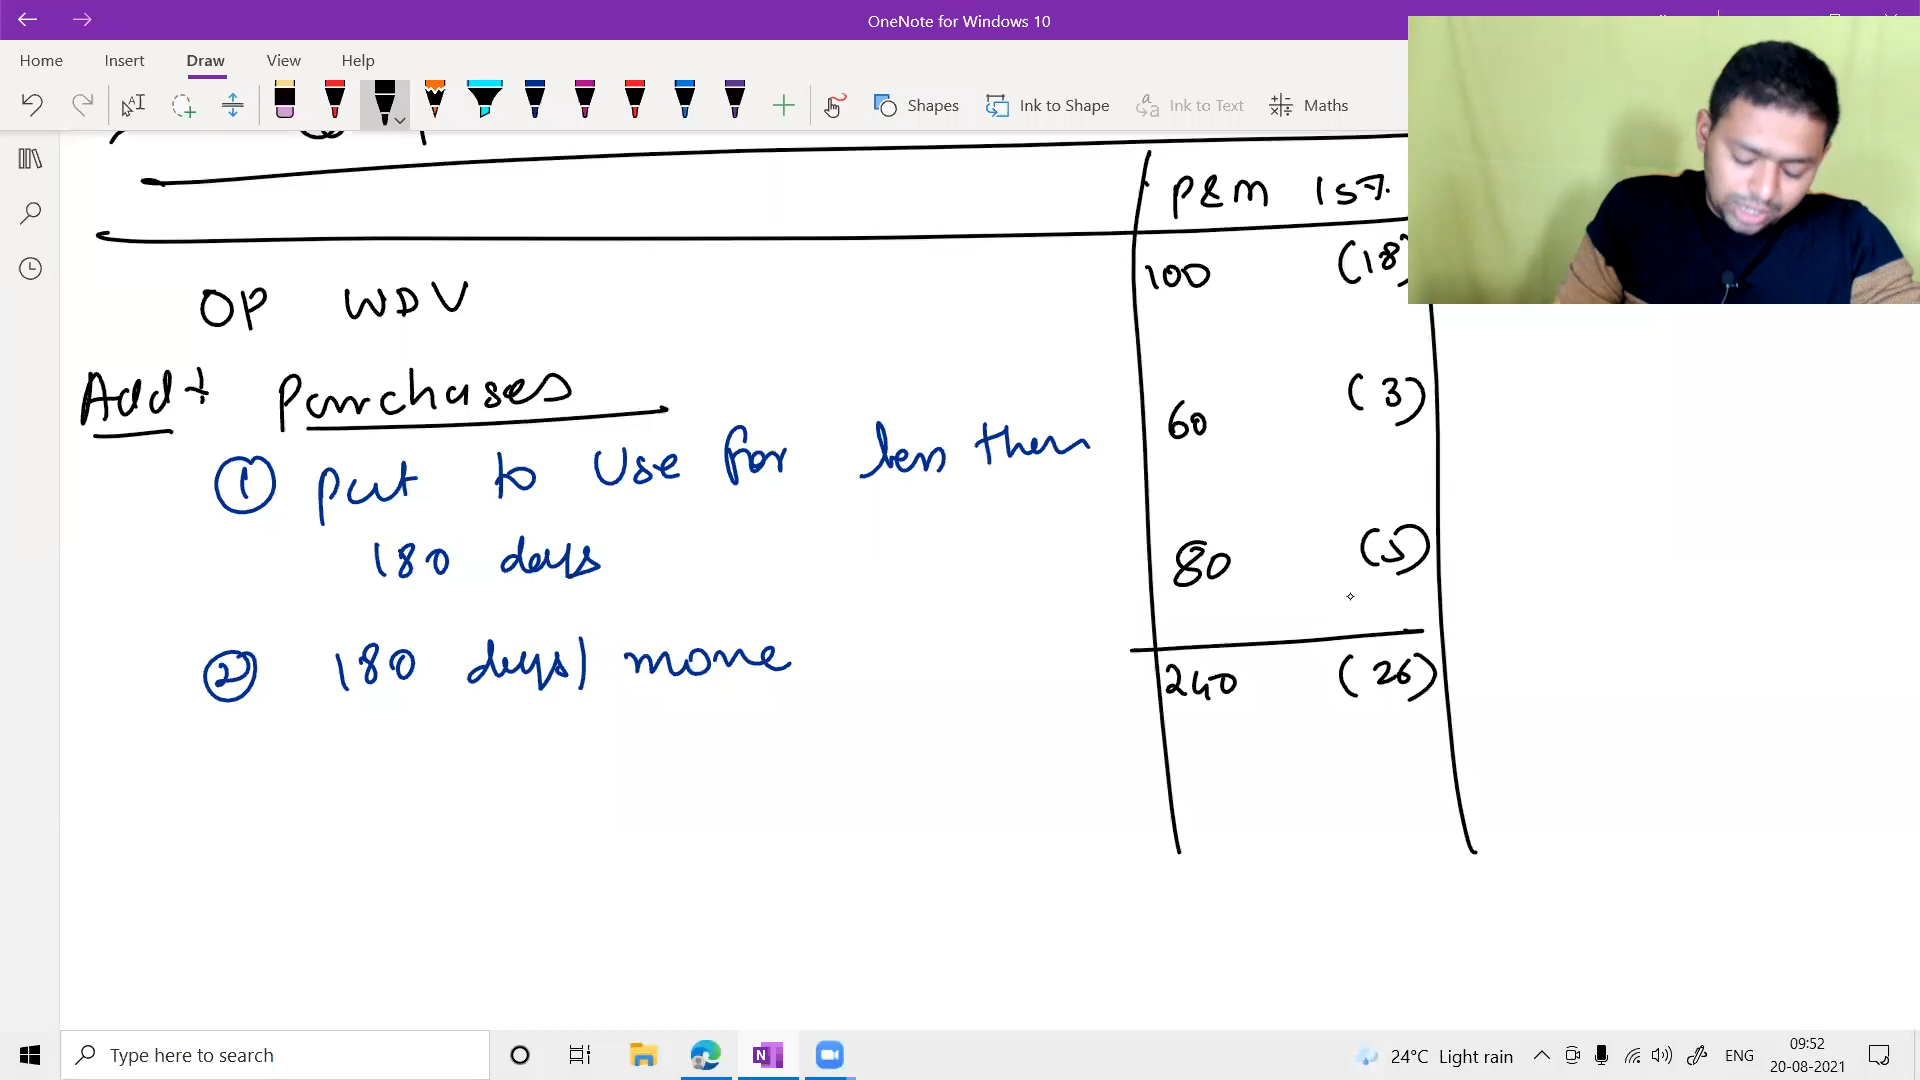 OneNote for Windows 10
Home Insert Draw View Help
Shapes Ink to Shape Ink to Text Maths
P&M 15%
OP WDV 100 (18)
Add+ Purchases
① put to use for less then 60 (3)
180 days 80 (5)
② 180 days/ more 240 (26)
Type here to search
24°C Light rain ENG 09:52
20-08-2021